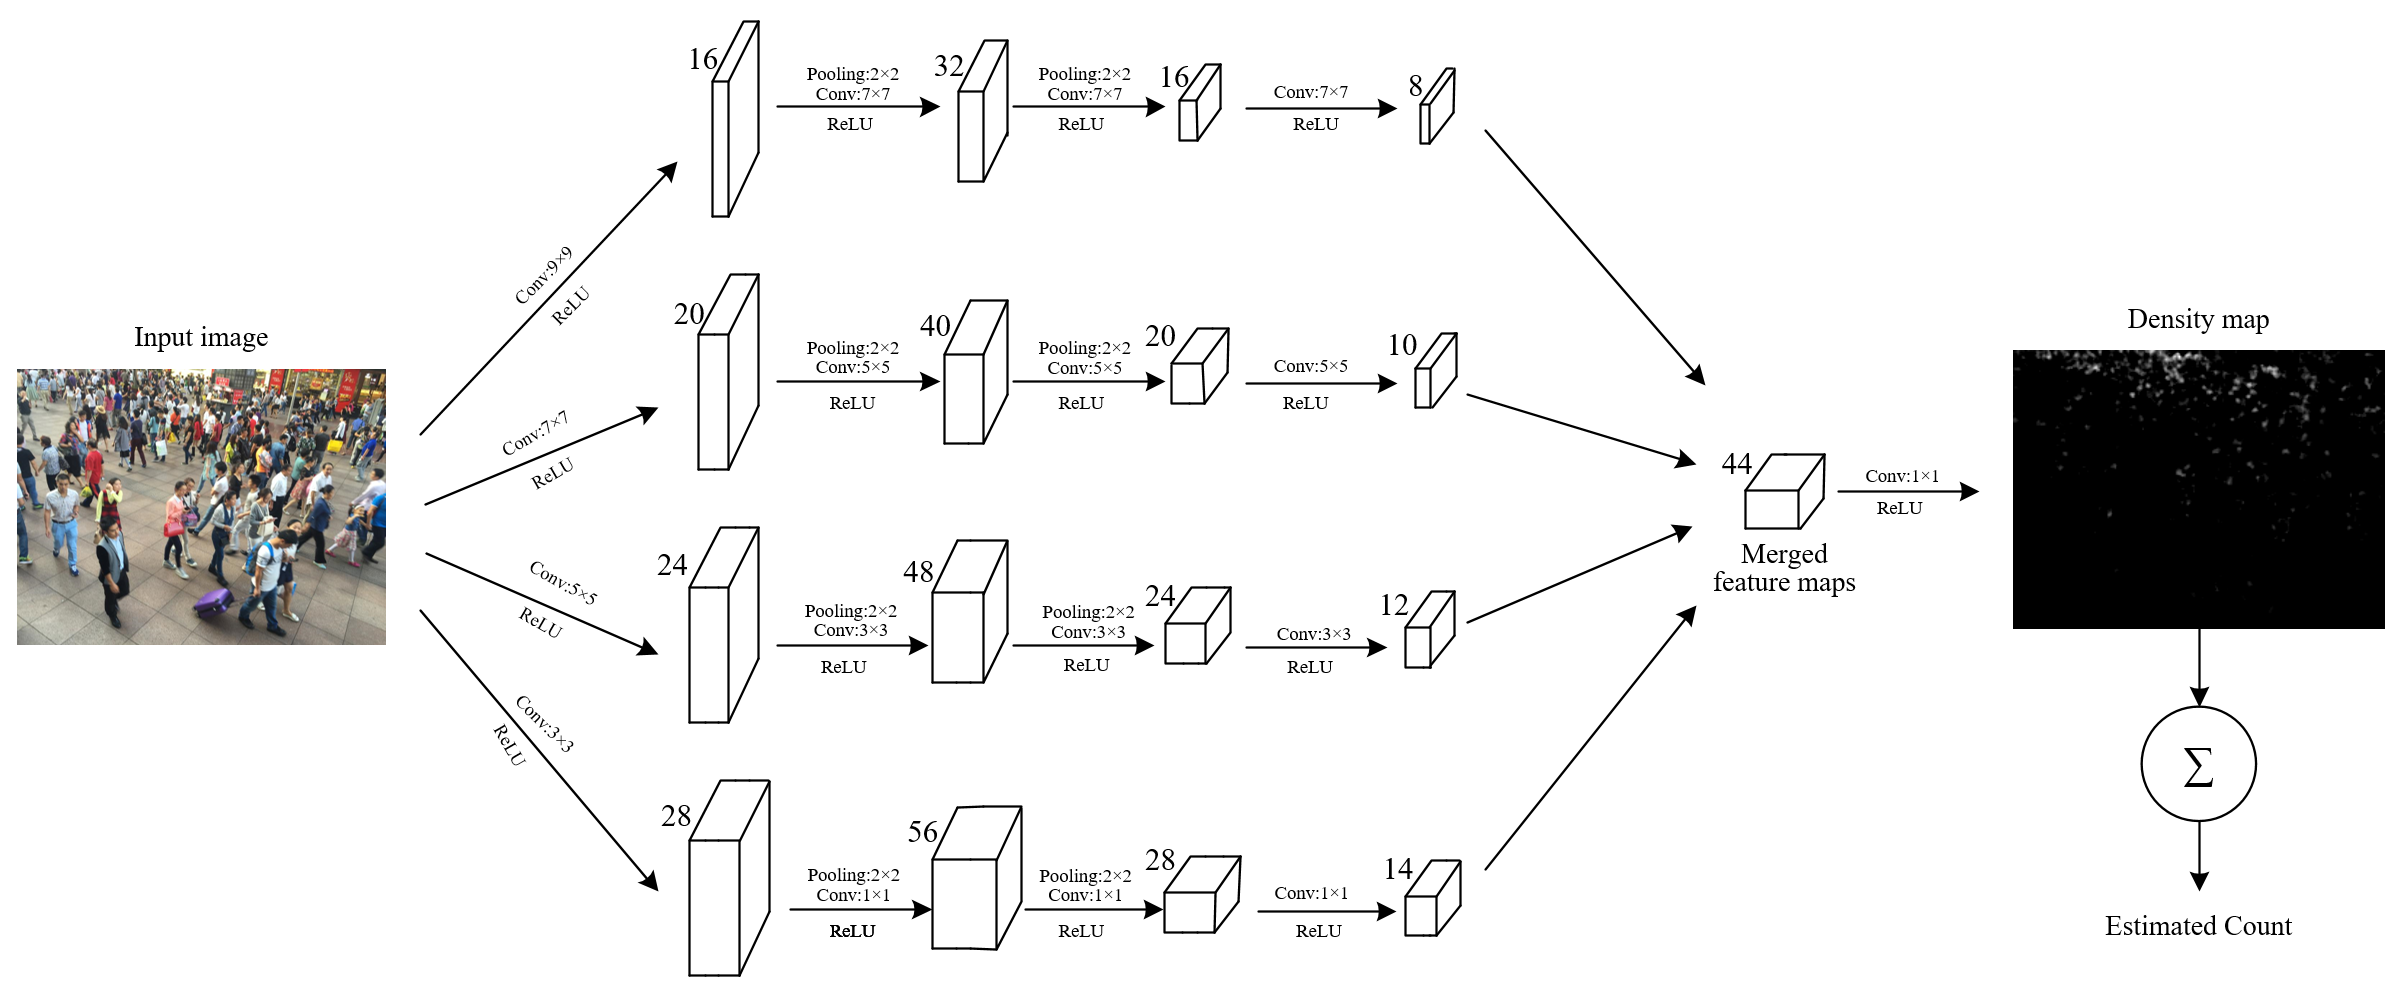 Input image
Conv:9×9
ReLU
Conv:7×7
ReLU
Conv:5×5
ReLU
Conv:3×3
ReLU
16
Pooling:2×2
Conv:7×7
ReLU
32
Pooling:2×2
Conv:7×7
ReLU
16
Conv:7×7
ReLU
8
20
Pooling:2×2
Conv:5×5
ReLU
40
Pooling:2×2
Conv:5×5
ReLU
20
Conv:5×5
ReLU
10
24
Pooling:2×2
Conv:3×3
ReLU
48
Pooling:2×2
Conv:3×3
ReLU
24
Conv:3×3
ReLU
12
28
Pooling:2×2
Conv:1×1
ReLU
56
Pooling:2×2
Conv:1×1
ReLU
28
Conv:1×1
ReLU
14
44
Merged
feature maps
Conv:1×1
ReLU
Density map
Σ
Estimated Count